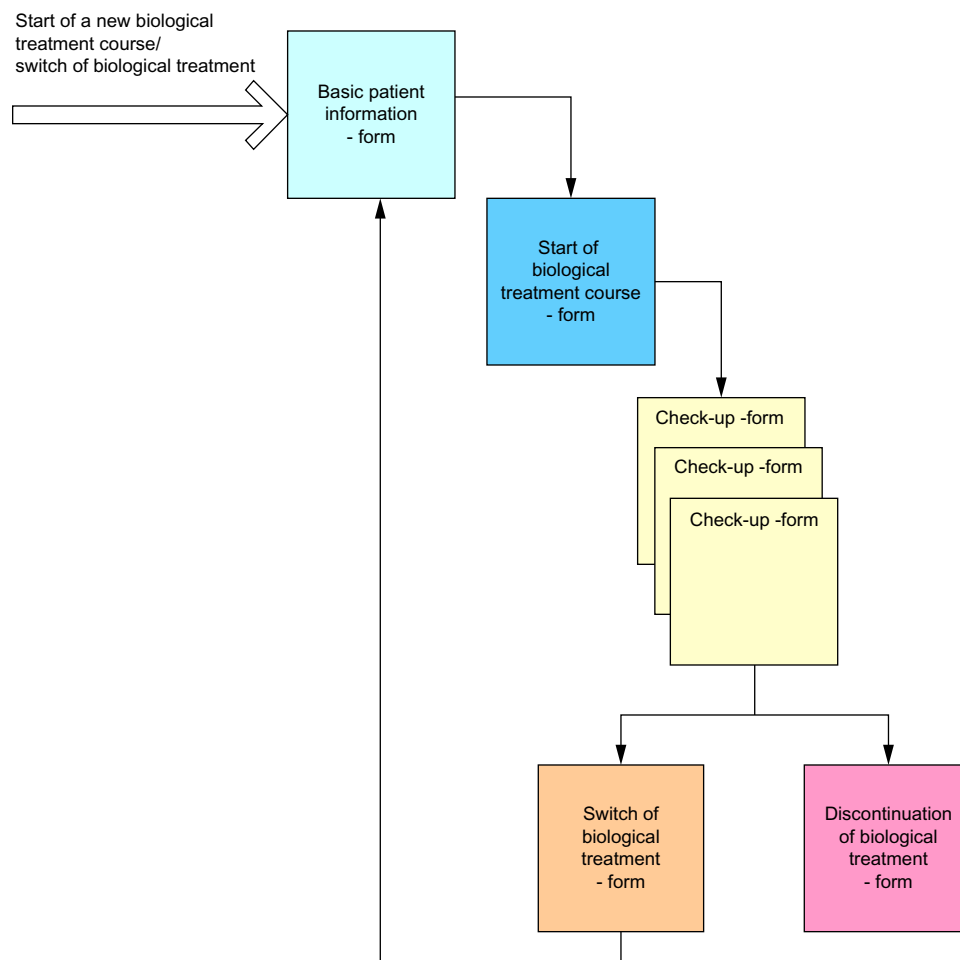 Start of a new biological
treatment course/
switch of biological treatment
Basic patient
information
- form
Start of
biological
treatment course
- form
Check-up -form
Check-up -form
Check-up -form
Switch of
biological
treatment
- form
Discontinuation
of biological
treatment
- form